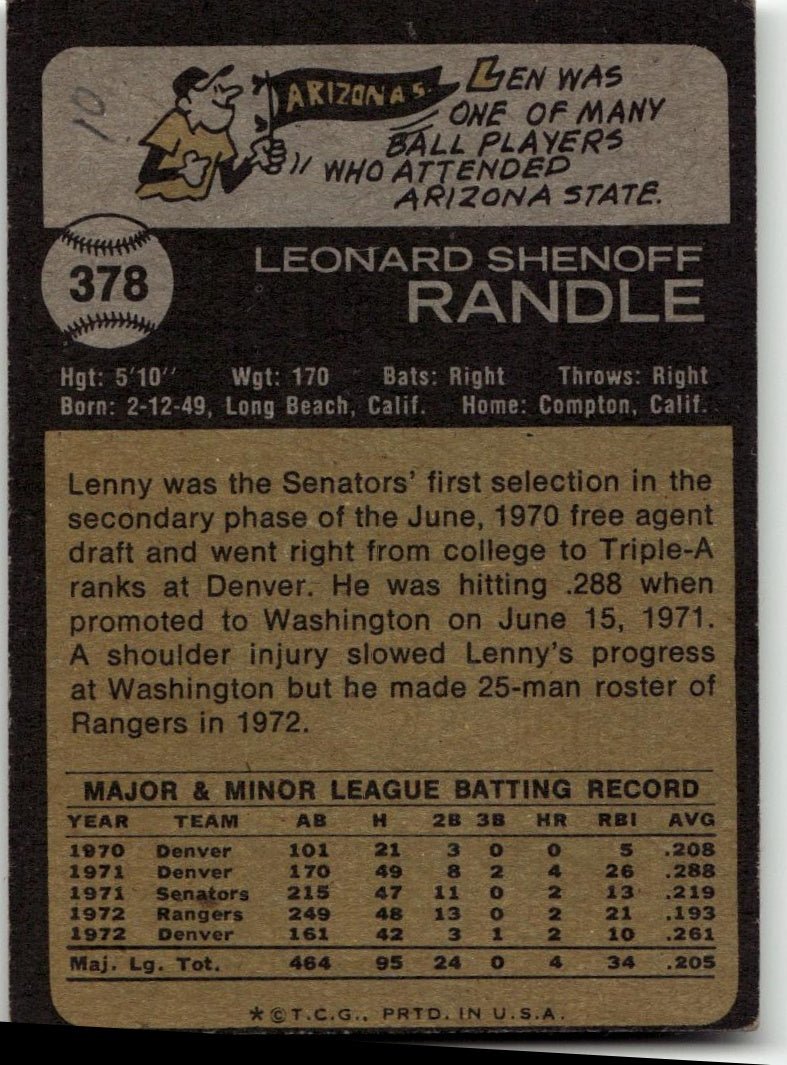 10
ARIZONA S.
LEN WAS
ONE OF MANY
BALL PLAYERS
WHO ATTENDED
ARIZONA STATE.
378
LEONARD SHENOFF
RANDLE
Hgt: 5'10'' Wgt: 170 Bats: Right Throws: Right
Born: 2-12-49, Long Beach, Calif. Home: Compton, Calif.
Lenny was the Senators' first selection in the
secondary phase of the June, 1970 free agent
draft and went right from college to Triple-A
ranks at Denver. He was hitting .288 when
promoted to Washington on June 15, 1971.
A shoulder injury slowed Lenny's progress
at Washington but he made 25-man roster of
Rangers in 1972.
MAJOR & MINOR LEAGUE BATTING RECORD
YEAR TEAM AB H 2B 3B HR RBI AVG
1970 Denver 101 21 3 0 0 5 .208
1971 Denver 170 49 8 2 4 26 .288
1971 Senators 215 47 11 0 2 13 .219
1972 Rangers 249 48 13 0 2 21 .193
1972 Denver 161 42 3 1 2 10 .261
Maj. Lg. Tot. 464 95 24 0 4 34 .205
*©T.C.G., PRTD. IN U.S.A.